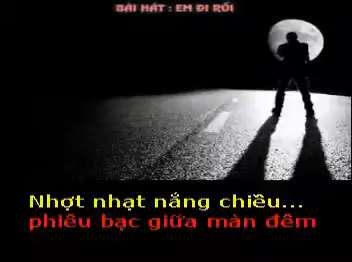 BÀI HÁT : EM ĐI RỒI
Nhợt nhạt nắng chiều...
phiêu bạc giữa màn đêm